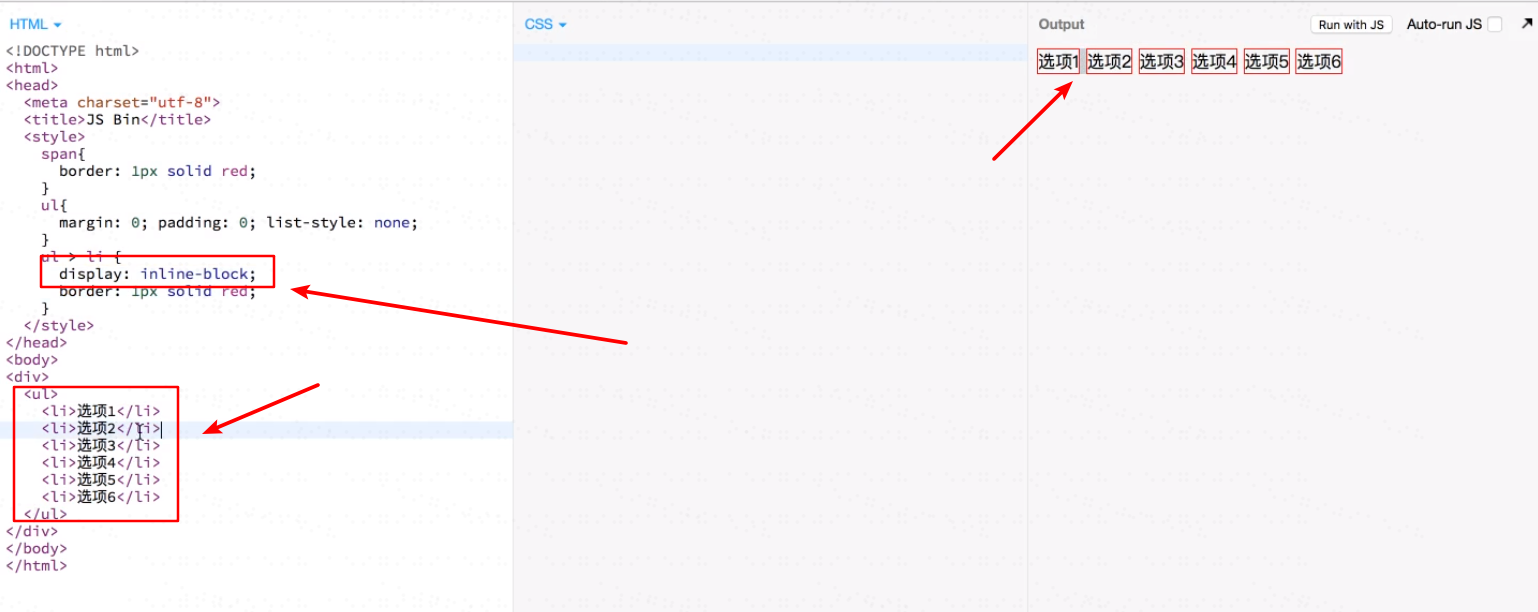 HTML
<!DOCTYPE html>
<html>
<head>
  <meta charset="utf-8">
  <title>JS Bin</title>
  <style>
    span{
      border: 1px solid red;
    }
    ul{
      margin: 0; padding: 0; list-style: none;
    }
    ul > li {
      display: inline-block;
      border: 1px solid red;
    }
  </style>
</head>
<body>
<div>
  <ul>
    <li>选项1</li>
    <li>选项2</li>
    <li>选项3</li>
    <li>选项4</li>
    <li>选项5</li>
    <li>选项6</li>
  </ul>
</div>
</body>
</html>
CSS
Output Run with JS Auto-run JS
选项1 选项2 选项3 选项4 选项5 选项6